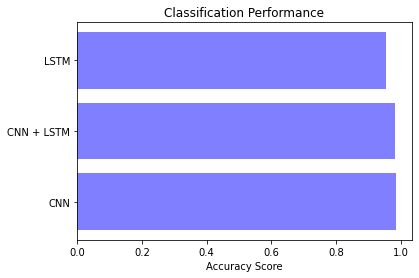 Classification Performance
LSTM
CNN + LSTM
CNN
0.0 0.2 0.4 0.6 0.8 1.0
Accuracy Score